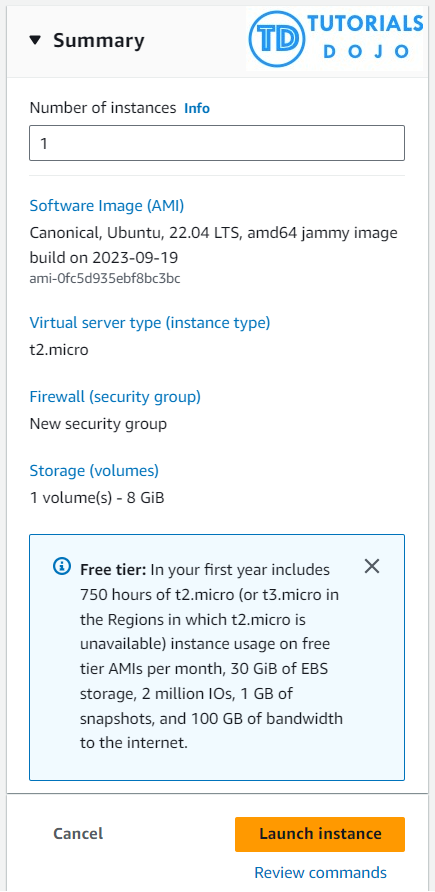 Summary
TD TUTORIALS
DOJO
Number of instances Info
1
Software Image (AMI)
Canonical, Ubuntu, 22.04 LTS, amd64 jammy image
build on 2023-09-19
ami-0fc5d935ebf8bc3bc
Virtual server type (instance type)
t2.micro
Firewall (security group)
New security group
Storage (volumes)
1 volume(s) - 8 GiB
Free tier: In your first year includes
750 hours of t2.micro (or t3.micro in
the Regions in which t2.micro is
unavailable) instance usage on free
tier AMIs per month, 30 GiB of EBS
storage, 2 million IOs, 1 GB of
snapshots, and 100 GB of bandwidth
to the internet.
Cancel
Launch instance
Review commands